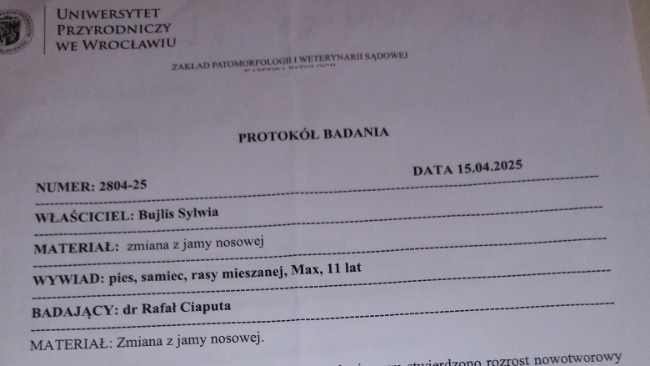 UNIWERSYTET
PRZYRODNICZY
WE WROCŁAWIU
ZAKŁAD PATOMORFOLOGII I WETERYNARII SĄDOWEJ
PROTOKÓŁ BADANIA
NUMER: 2804-25 DATA 15.04.2025
WŁAŚCICIEL: Bujlis Sylwia
MATERIAŁ: zmiana z jamy nosowej
WYWIAD: pies, samiec, rasy mieszanej, Max, 11 lat
BADAJĄCY: dr Rafał Ciaputa
MATERIAŁ: Zmiana z jamy nosowej.
stwierdzono rozrost nowotworowy